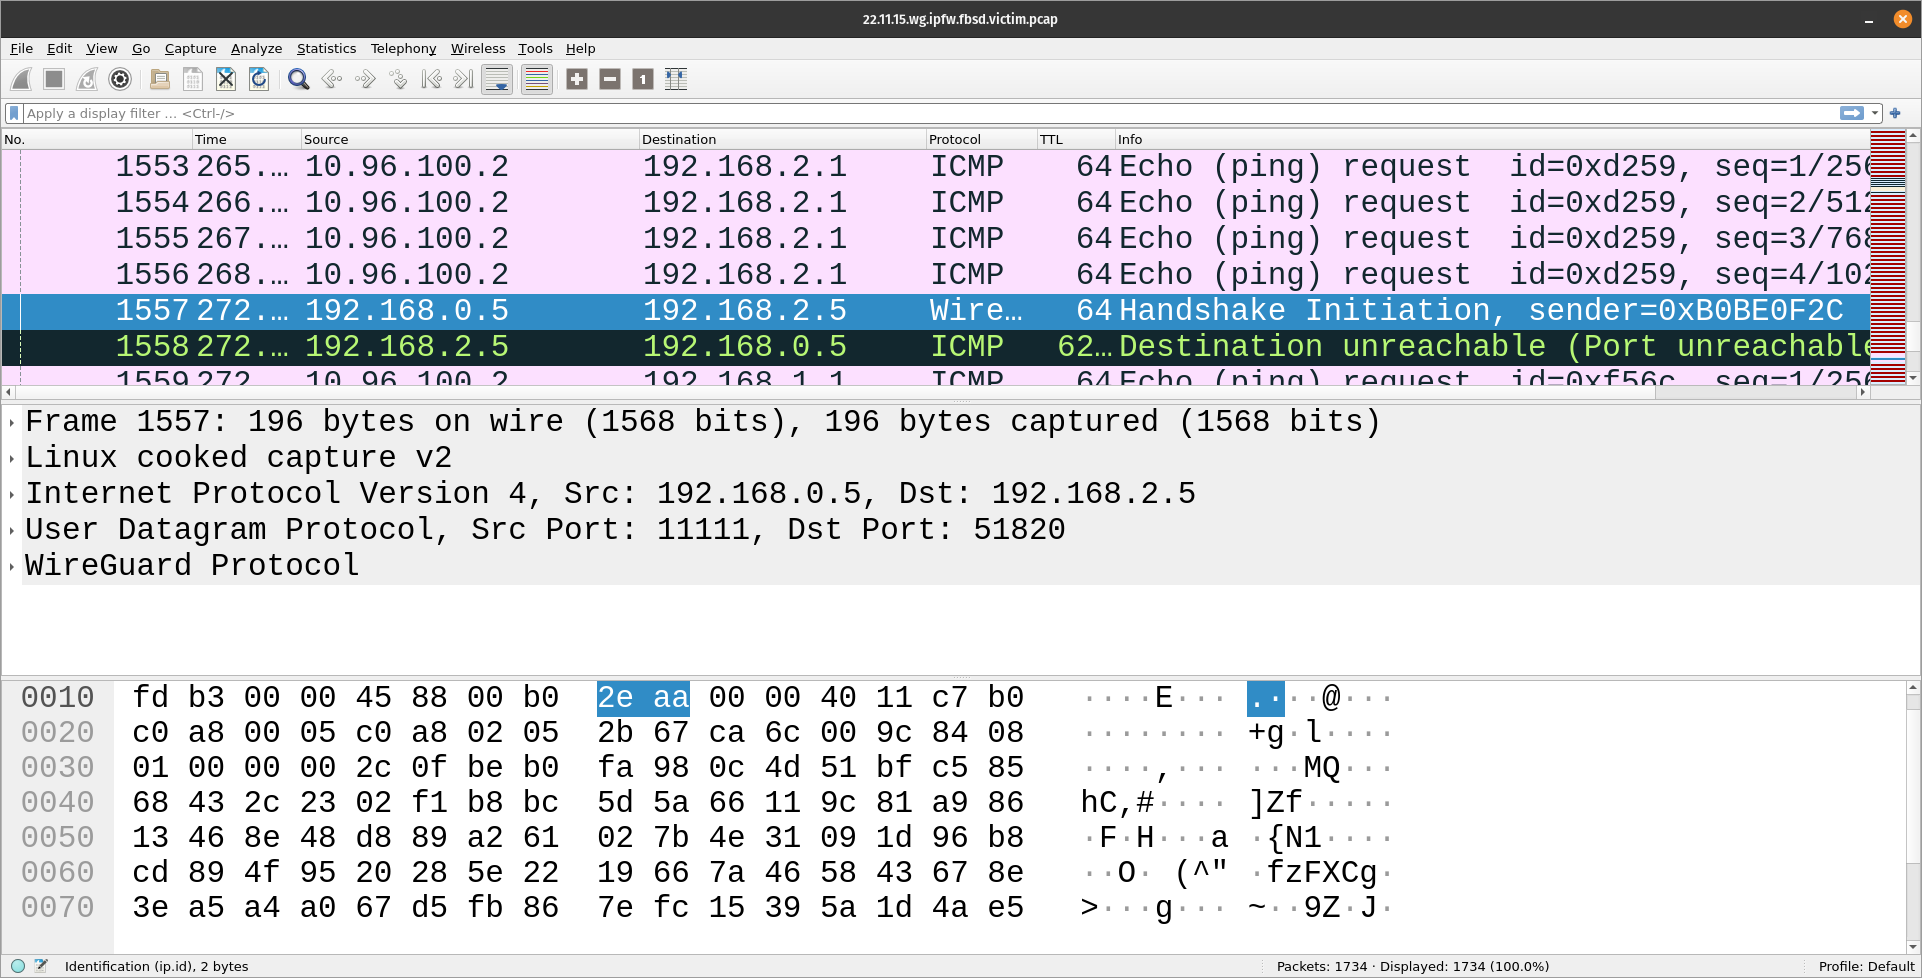 22.11.15.wg.ipfw.fbsd.victim.pcap
File Edit View Go Capture Analyze Statistics Telephony Wireless Tools Help
Apply a display filter … <Ctrl-/>
No. Time Source Destination Protocol TTL Info
1553 265.… 10.96.100.2 192.168.2.1 ICMP 64 Echo (ping) request id=0xd259, seq=1/256
1554 266.… 10.96.100.2 192.168.2.1 ICMP 64 Echo (ping) request id=0xd259, seq=2/512
1555 267.… 10.96.100.2 192.168.2.1 ICMP 64 Echo (ping) request id=0xd259, seq=3/768
1556 268.… 10.96.100.2 192.168.2.1 ICMP 64 Echo (ping) request id=0xd259, seq=4/102
1557 272.… 192.168.0.5 192.168.2.5 Wire… 64 Handshake Initiation, sender=0xB0BE0F2C
1558 272.… 192.168.2.5 192.168.0.5 ICMP 62… Destination unreachable (Port unreachable
1559 272 10.96.100.2 192.168.1.1 ICMP 64 Echo (ping) request id=0xf56c, seq=1/256
Frame 1557: 196 bytes on wire (1568 bits), 196 bytes captured (1568 bits)
Linux cooked capture v2
Internet Protocol Version 4, Src: 192.168.0.5, Dst: 192.168.2.5
User Datagram Protocol, Src Port: 11111, Dst Port: 51820
WireGuard Protocol
0010 fd b3 00 00 45 88 00 b0 2e aa 00 00 40 11 c7 b0 ····E··· .···@···
0020 c0 a8 00 05 c0 a8 02 05 2b 67 ca 6c 00 9c 84 08 ········ +g·l····
0030 01 00 00 00 2c 0f be b0 fa 98 0c 4d 51 bf c5 85 ····,··· ···MQ···
0040 68 43 2c 23 02 f1 b8 bc 5d 5a 66 11 9c 81 a9 86 hC,#···· ]Zf·····
0050 13 46 8e 48 d8 89 a2 61 02 7b 4e 31 09 1d 96 b8 ·F·H···a ·{N1····
0060 cd 89 4f 95 20 28 5e 22 19 66 7a 46 58 43 67 8e ··O· (^" ·fzFXCg·
0070 3e a5 a4 a0 67 d5 fb 86 7e fc 15 39 5a 1d 4a e5 >···g··· ~··9Z·J·
Identification (ip.id), 2 bytes Packets: 1734 · Displayed: 1734 (100.0%) Profile: Default